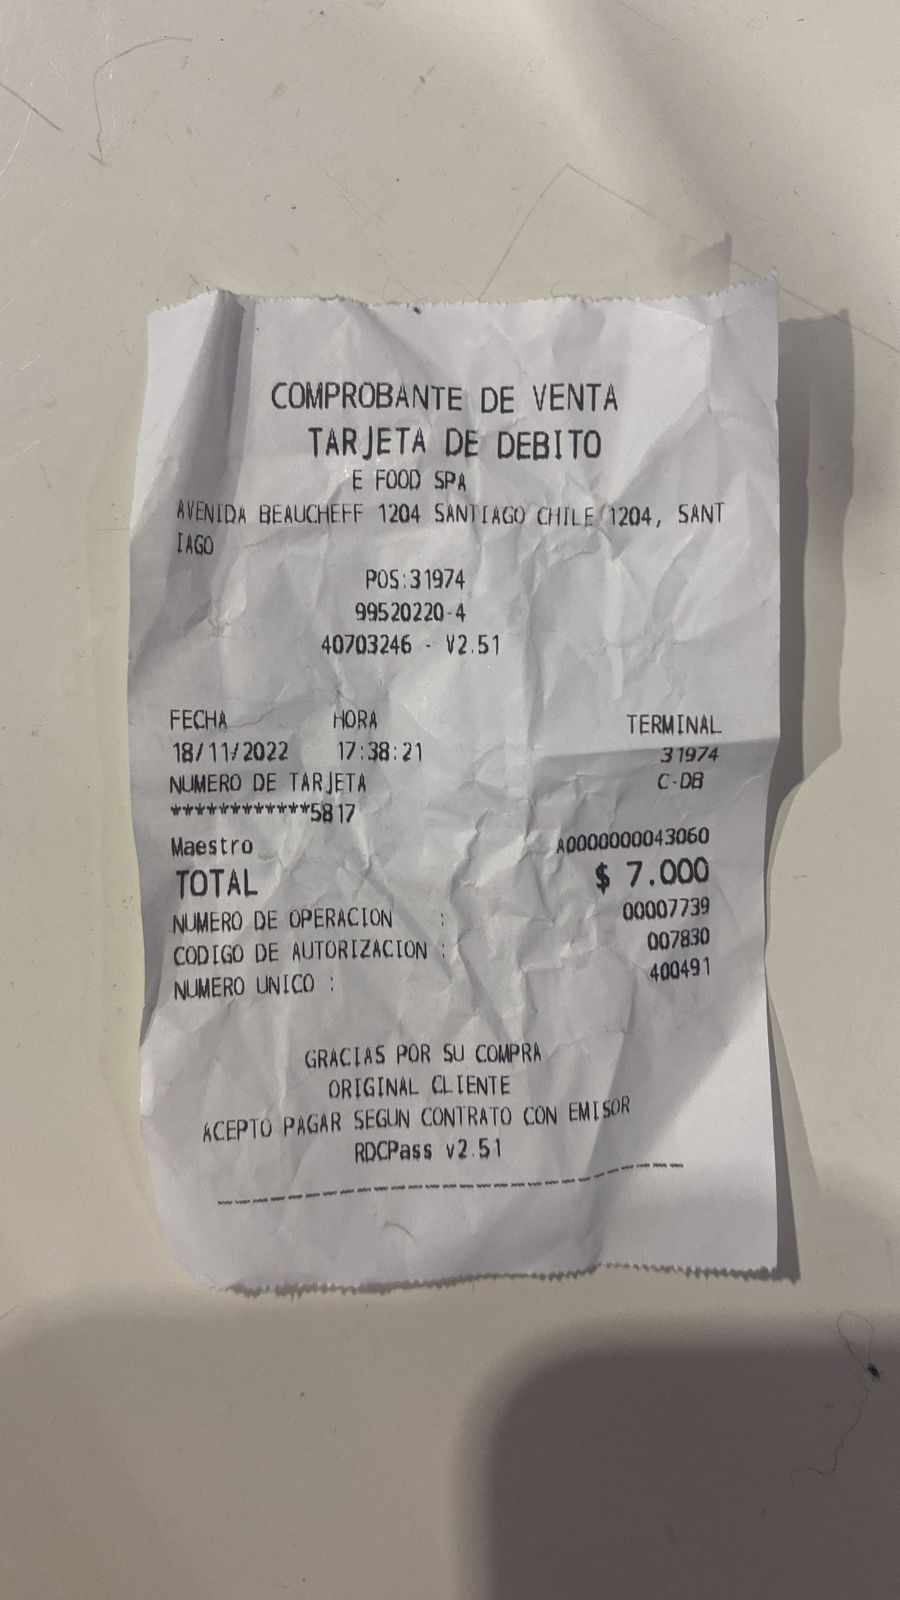 COMPROBANTE DE VENTA
TARJETA DE DEBITO
E FOOD SPA
AVENIDA BEAUCHEFF 1204 SANTIAGO CHILE 1204, SANT
IAGO
POS:31974
99520220-4
40703246 - V2.51
FECHA HORA TERMINAL
18/11/2022 17:38:21 31974
NUMERO DE TARJETA C-DB
************5817
Maestro A0000000043060
TOTAL $ 7.000
NUMERO DE OPERACION : 00007739
CODIGO DE AUTORIZACION : 007830
NUMERO UNICO : 400491
GRACIAS POR SU COMPRA
ORIGINAL CLIENTE
ACEPTO PAGAR SEGUN CONTRATO CON EMISOR
RDCPass v2.51